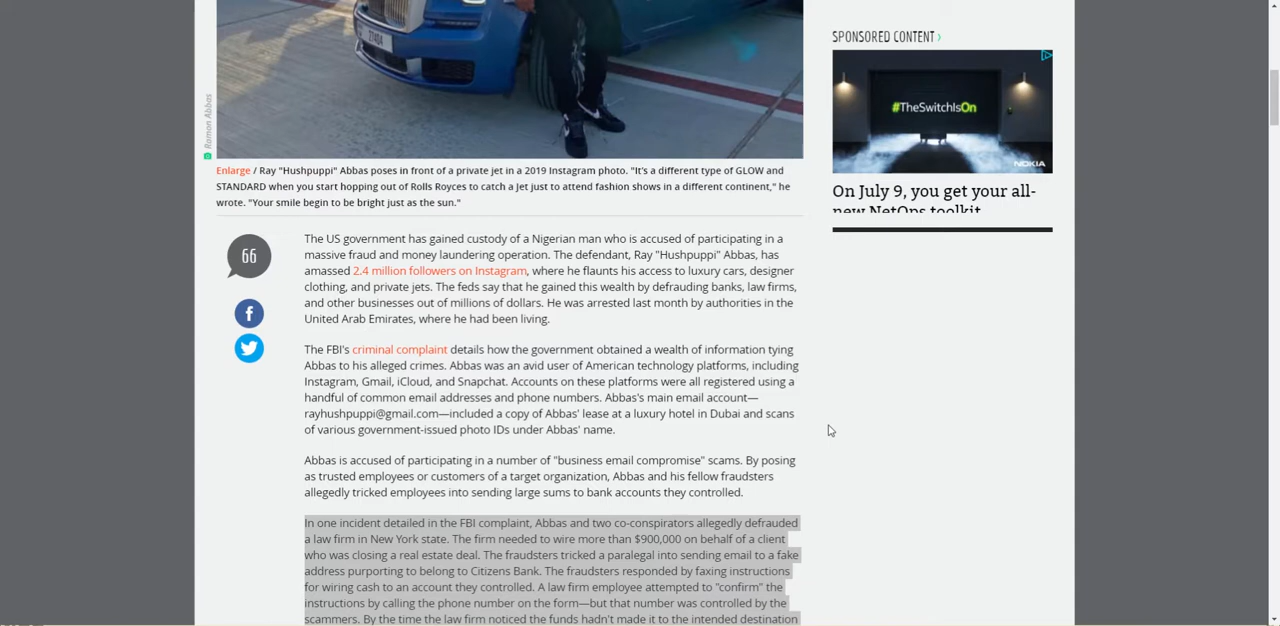 27404
Ramon Abbas
SPONSORED CONTENT ›
#TheSwitchIsOn
NOKIA
On July 9, you get your all-
new NetOps toolkit
Enlarge / Ray "Hushpuppi" Abbas poses in front of a private jet in a 2019 Instagram photo. "It's a different type of GLOW and
STANDARD when you start hopping out of Rolls Royces to catch a Jet just to attend fashion shows in a different continent," he
wrote. "Your smile begin to be bright just as the sun."
66
The US government has gained custody of a Nigerian man who is accused of participating in a
massive fraud and money laundering operation. The defendant, Ray "Hushpuppi" Abbas, has
amassed 2.4 million followers on Instagram, where he flaunts his access to luxury cars, designer
clothing, and private jets. The feds say that he gained this wealth by defrauding banks, law firms,
and other businesses out of millions of dollars. He was arrested last month by authorities in the
United Arab Emirates, where he had been living.
The FBI's criminal complaint details how the government obtained a wealth of information tying
Abbas to his alleged crimes. Abbas was an avid user of American technology platforms, including
Instagram, Gmail, iCloud, and Snapchat. Accounts on these platforms were all registered using a
handful of common email addresses and phone numbers. Abbas's main email account—
rayhushpuppi@gmail.com—included a copy of Abbas' lease at a luxury hotel in Dubai and scans
of various government-issued photo IDs under Abbas' name.
Abbas is accused of participating in a number of "business email compromise" scams. By posing
as trusted employees or customers of a target organization, Abbas and his fellow fraudsters
allegedly tricked employees into sending large sums to bank accounts they controlled.
In one incident detailed in the FBI complaint, Abbas and two co-conspirators allegedly defrauded
a law firm in New York state. The firm needed to wire more than $900,000 on behalf of a client
who was closing a real estate deal. The fraudsters tricked a paralegal into sending email to a fake
address purporting to belong to Citizens Bank. The fraudsters responded by faxing instructions
for wiring cash to an account they controlled. A law firm employee attempted to "confirm" the
instructions by calling the phone number on the form—but that number was controlled by the
scammers. By the time the law firm noticed the funds hadn't made it to the intended destination